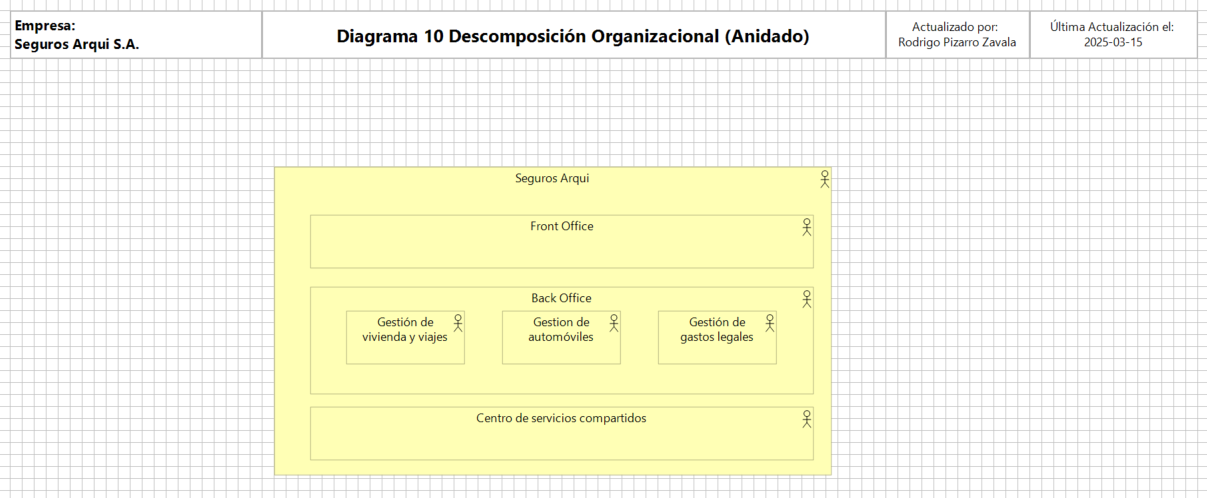 Empresa:
Seguros Arqui S.A.
Diagrama 10 Descomposición Organizacional (Anidado)
Actualizado por:
Rodrigo Pizarro Zavala
Última Actualización el:
2025-03-15
Seguros Arqui
Front Office
Back Office
Gestión de
vivienda y viajes
Gestion de
automóviles
Gestión de
gastos legales
Centro de servicios compartidos